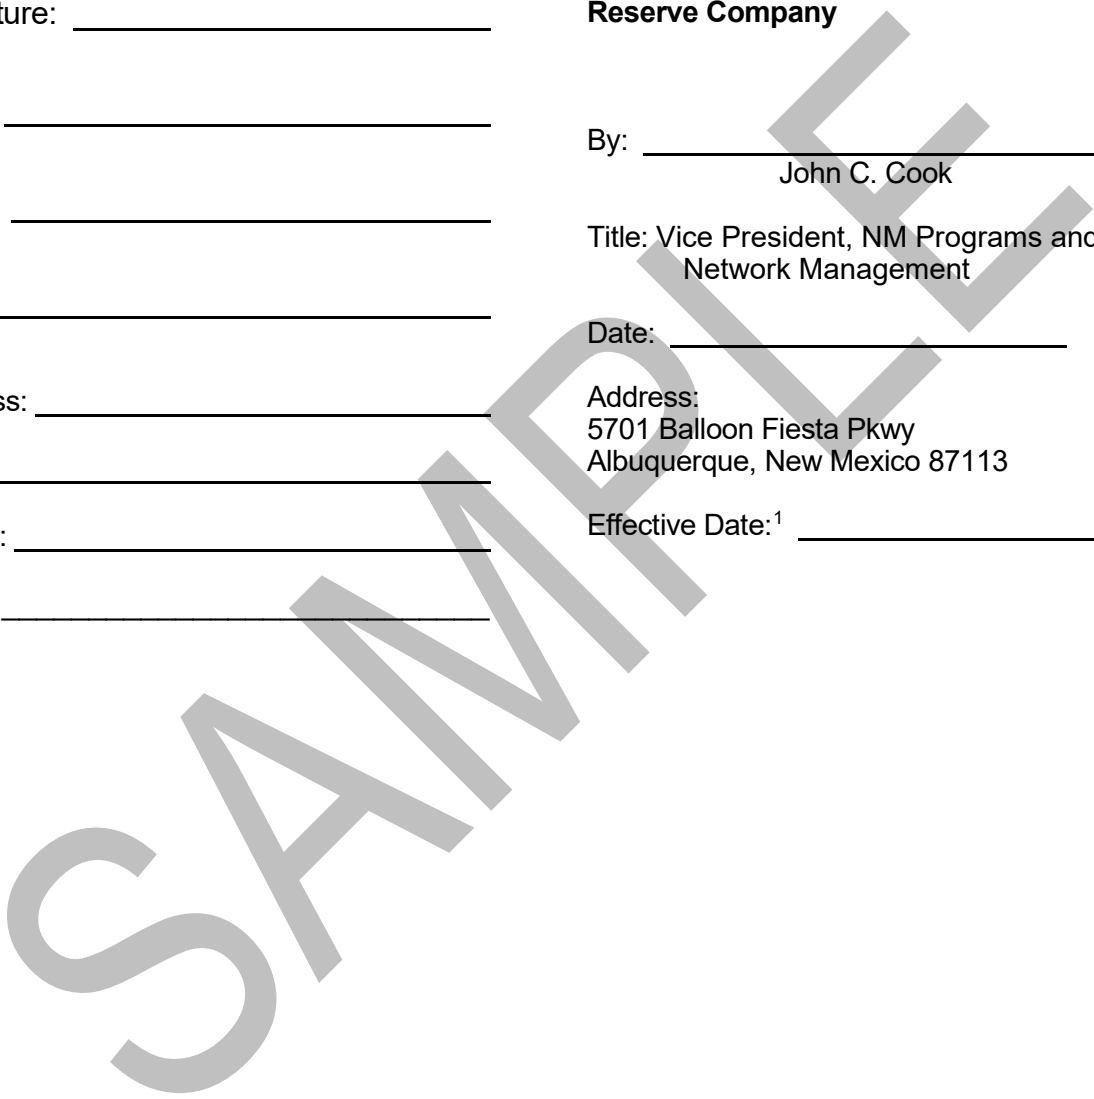 ture:
ss:
:
Reserve Company
By:
John C. Cook
Title: Vice President, NM Programs and
Network Management
Date:
Address:
5701 Balloon Fiesta Pkwy
Albuquerque, New Mexico 87113
Effective Date:1
SAMPLE